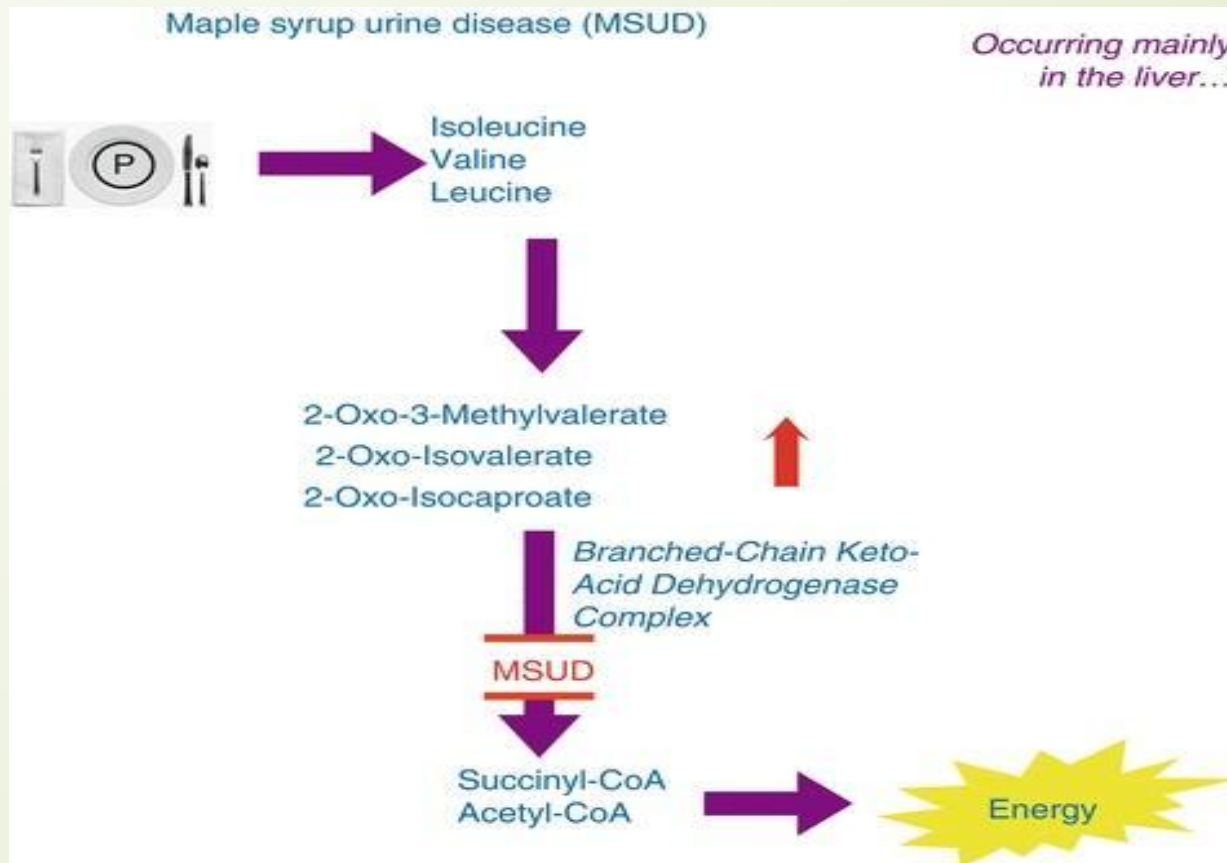 Maple syrup urine disease (MSUD)
Occurring mainly
in the liver…
P
Isoleucine
Valine
Leucine
2-Oxo-3-Methylvalerate
2-Oxo-Isovalerate
2-Oxo-Isocaproate
Branched-Chain Keto-
Acid Dehydrogenase
Complex
MSUD
Succinyl-CoA
Acetyl-CoA
Energy